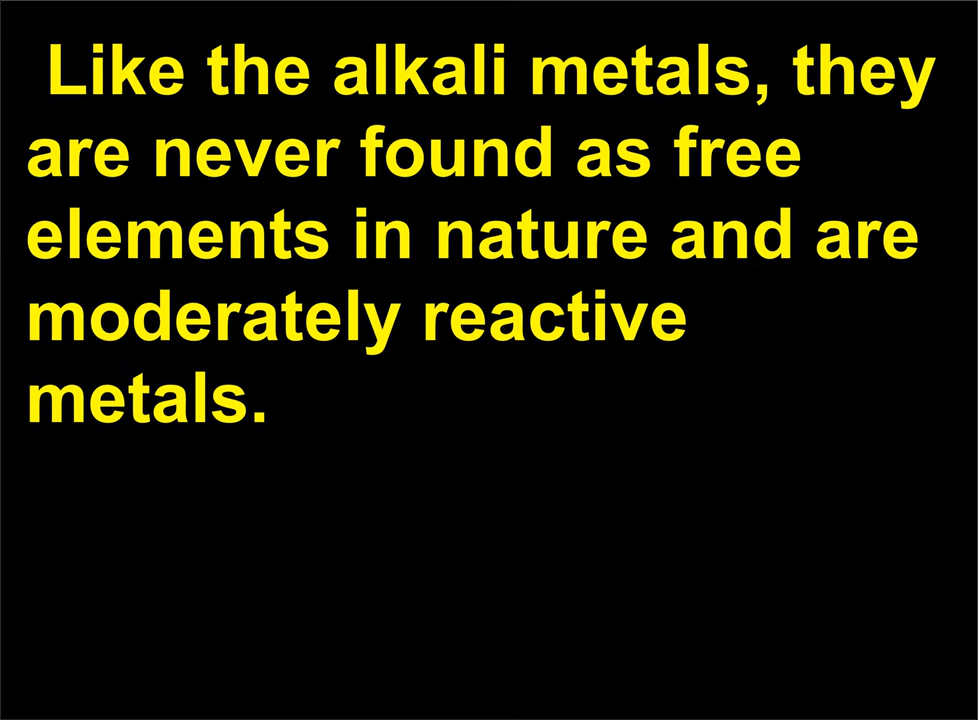 Like the alkali metals, they
are never found as free
elements in nature and are
moderately reactive
metals.